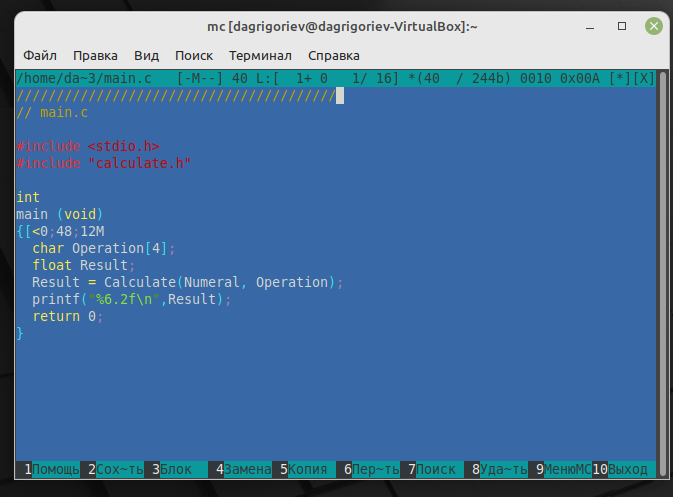 mc [dagrigoriev@dagrigoriev-VirtualBox]:~
Файл Правка Вид Поиск Терминал Справка
/home/da~3/main.c   [-M--] 40 L:[  1+ 0   1/ 16] *(40  / 244b) 0010 0x00A [*][X]
////////////////////////////////////////
// main.c
#include <stdio.h>
#include "calculate.h"
int
main (void)
{[<0;48;12M
  char Operation[4];
  float Result;
  Result = Calculate(Numeral, Operation);
  printf("%6.2f\n",Result);
  return 0;
}
1Помощь 2Сох~ть 3Блок 4Замена 5Копия 6Пер~ть 7Поиск 8Уда~ть 9МенюMC 10Выход